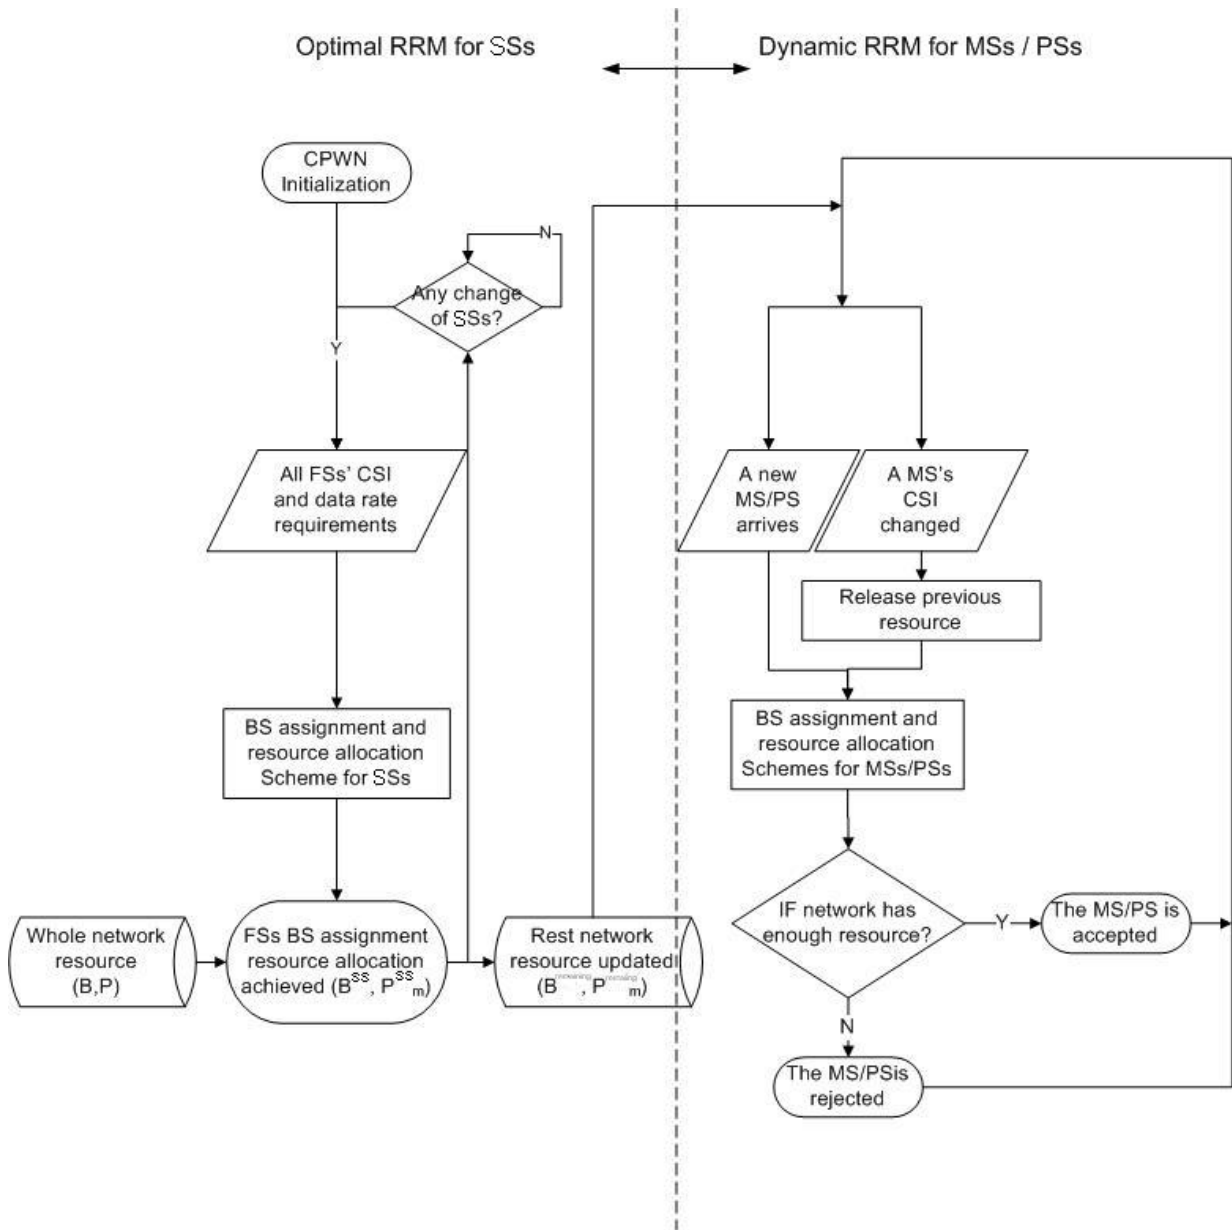 Optimal RRM for SSs
Dynamic RRM for MSs / PSs
CPWN
Initialization
N
Any change
of SSs?
Y
All FSs' CSI
and data rate
requirements
A new
MS/PS
arrives
A MS's
CSI
changed
Release previous
resource
BS assignment and
resource allocation
Scheme for SSs
BS assignment and
resource allocation
Schemes for MSs/PSs
Whole network
resource
(B,P)
FSs BS assignment
resource allocation
achieved (B^SS, P^SS_m)
Rest network
resource updated
(B, P_m)
IF network has
enough resource?
Y
The MS/PS is
accepted
N
The MS/PSis
rejected